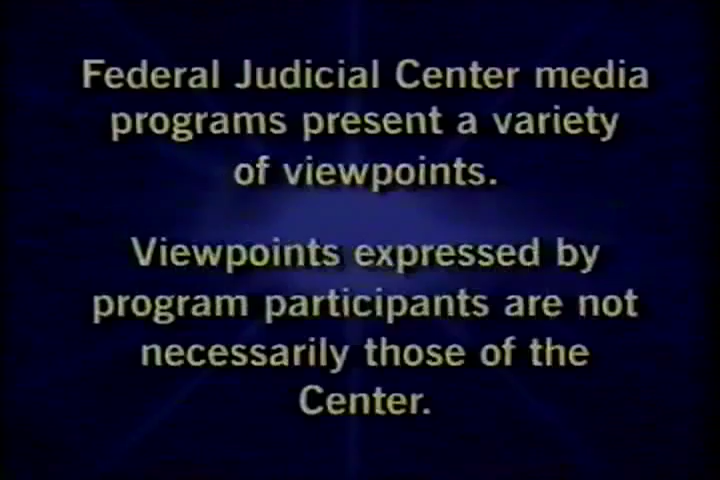 Federal Judicial Center media
programs present a variety
of viewpoints.
Viewpoints expressed by
program participants are not
necessarily those of the
Center.